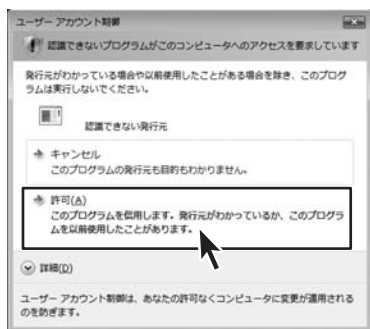 ユーザー アカウント制御
認識できないプログラムがこのコンピュータへのアクセスを要求しています
発行元がわかっている場合や以前使用したことがある場合を除き、このプログ
ラムは実行しないでください。
認識できない発行元
キャンセル
このプログラムの発行元も目的もわかりません。
許可(A)
このプログラムを信用します。発行元がわかっているか、このプログラ
ムを以前使用したことがあります。
詳細(D)
ユーザー アカウント制御は、あなたの許可なくコンピュータに変更が適用される
のを防ぎます。